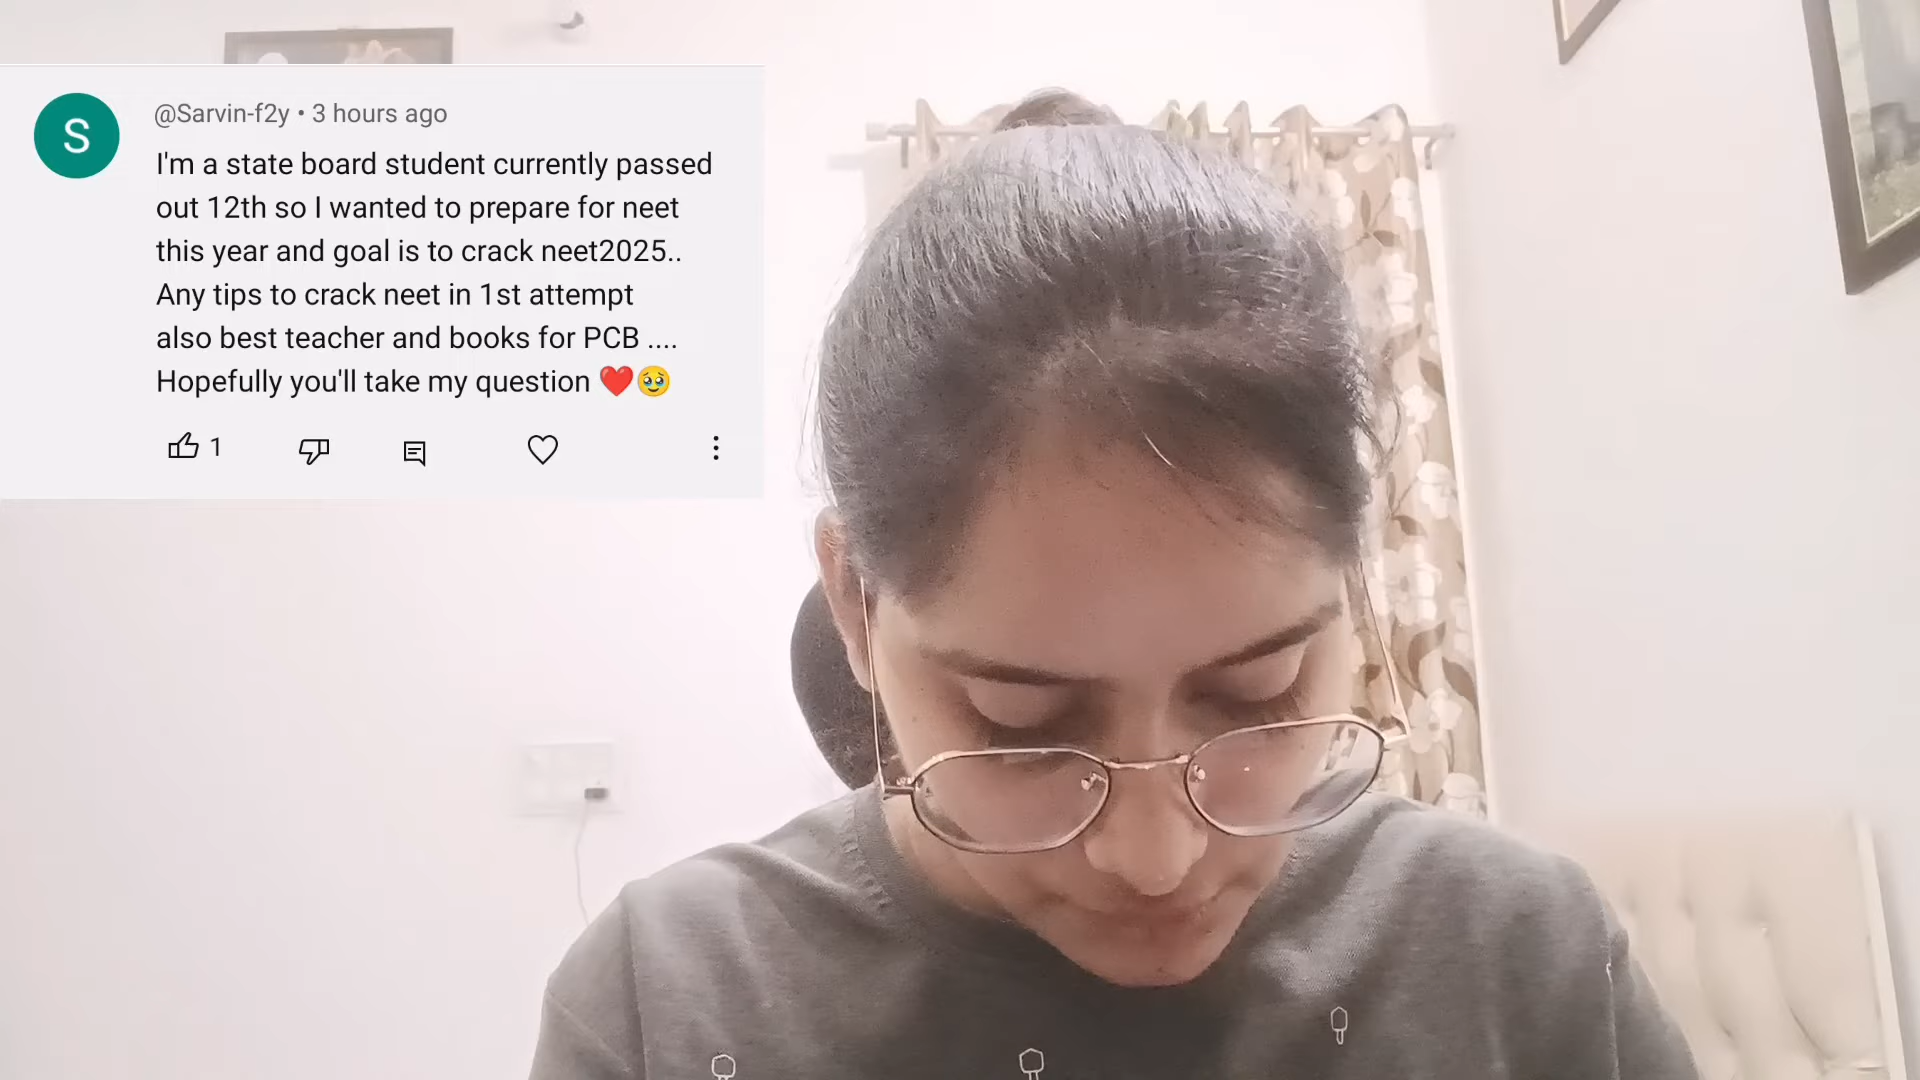 S
@Sarvin-f2y • 3 hours ago
I'm a state board student currently passed
out 12th so I wanted to prepare for neet
this year and goal is to crack neet2025..
Any tips to crack neet in 1st attempt
also best teacher and books for PCB ....
Hopefully you'll take my question ❤️🥹
1